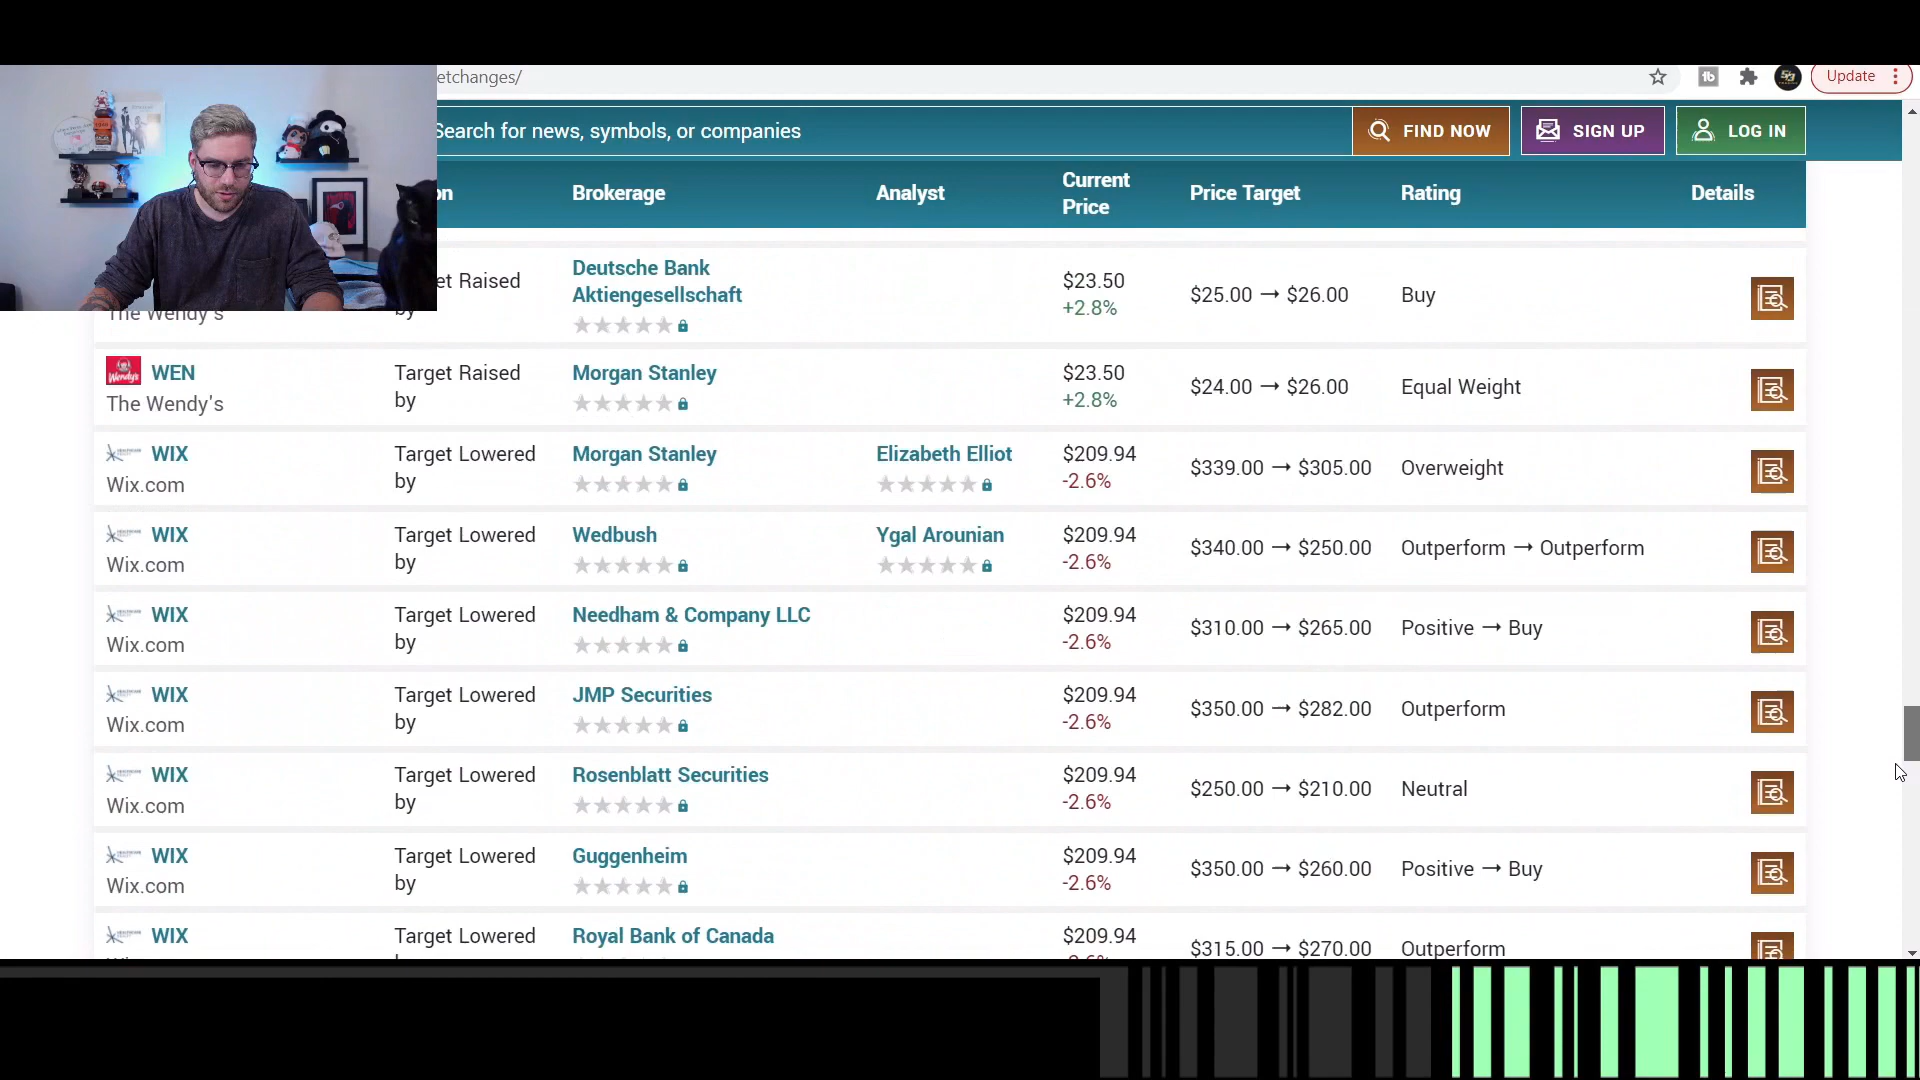 etchanges/
Update
Search for news, symbols, or companies
FIND NOW
SIGN UP
LOG IN
on
Brokerage
Analyst
Current
Price
Price Target
Rating
Details
et Raised
by
The Wendy's
Deutsche Bank
Aktiengesellschaft
$23.50
+2.8%
$25.00 → $26.00
Buy
WEN
The Wendy's
Target Raised
by
Morgan Stanley
$23.50
+2.8%
$24.00 → $26.00
Equal Weight
WIX
Wix.com
Target Lowered
by
Morgan Stanley
Elizabeth Elliot
$209.94
-2.6%
$339.00 → $305.00
Overweight
WIX
Wix.com
Target Lowered
by
Wedbush
Ygal Arounian
$209.94
-2.6%
$340.00 → $250.00
Outperform → Outperform
WIX
Wix.com
Target Lowered
by
Needham & Company LLC
$209.94
-2.6%
$310.00 → $265.00
Positive → Buy
WIX
Wix.com
Target Lowered
by
JMP Securities
$209.94
-2.6%
$350.00 → $282.00
Outperform
WIX
Wix.com
Target Lowered
by
Rosenblatt Securities
$209.94
-2.6%
$250.00 → $210.00
Neutral
WIX
Wix.com
Target Lowered
by
Guggenheim
$209.94
-2.6%
$350.00 → $260.00
Positive → Buy
WIX
Target Lowered
Royal Bank of Canada
$209.94
$315.00 → $270.00
Outperform